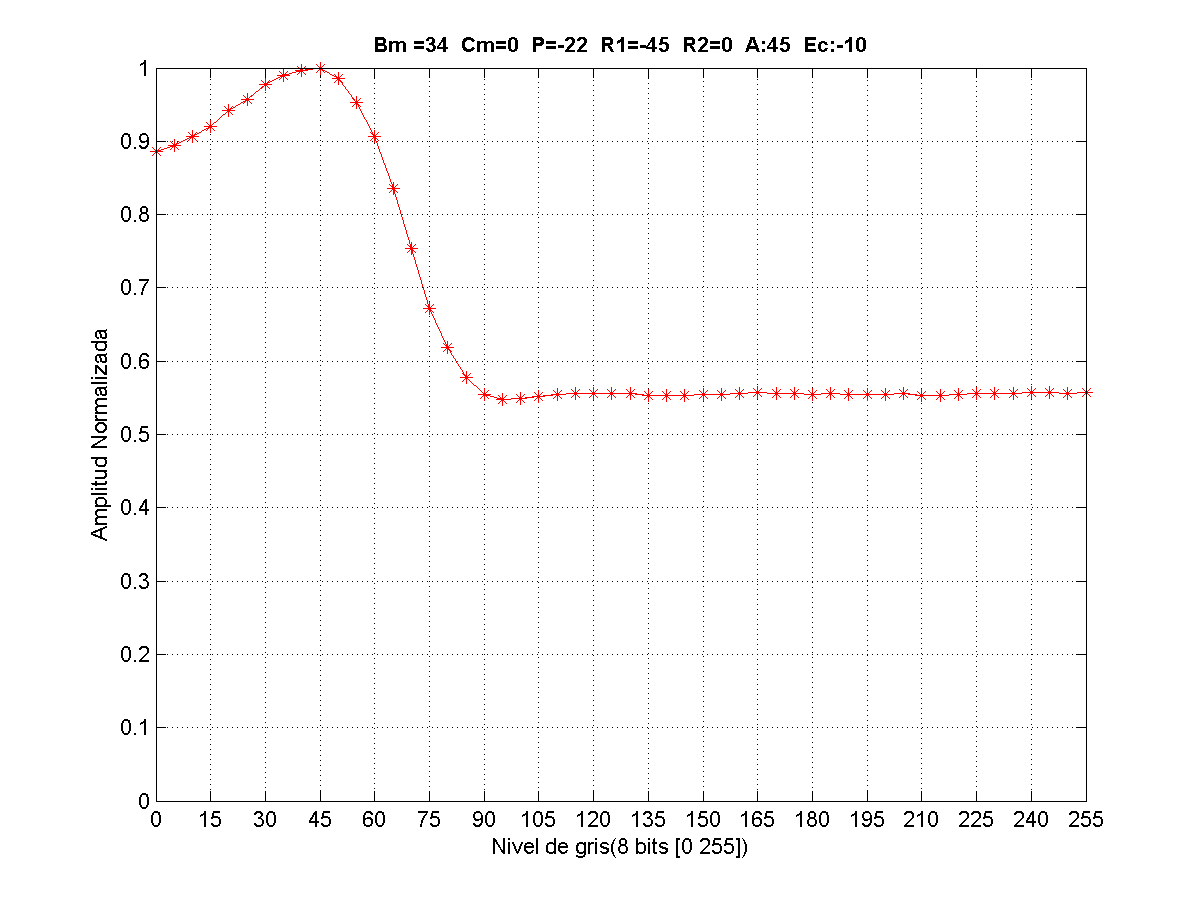 Bm =34  Cm=0  P=-22  R1=-45  R2=0  A:45  Ec:-10
1
0.9
0.8
0.7
0.6
0.5
0.4
0.3
0.2
0.1
0
Amplitud Normalizada
0 15 30 45 60 75 90 105 120 135 150 165 180 195 210 225 240 255
Nivel de gris(8 bits [0 255])